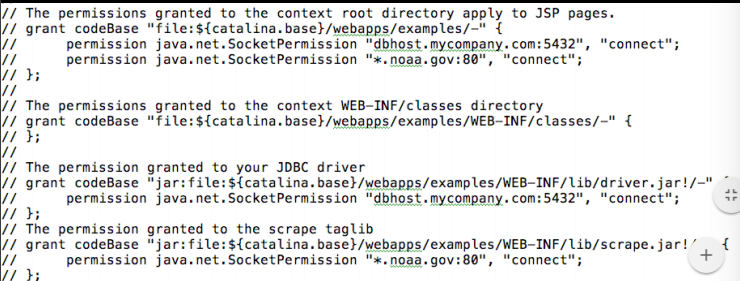 // The permissions granted to the context root directory apply to JSP pages.
// grant codeBase "file:${catalina.base}/webapps/examples/-" {
//      permission java.net.SocketPermission "dbhost.mycompany.com:5432", "connect";
//      permission java.net.SocketPermission "*.noaa.gov:80", "connect";
// };
//
// The permissions granted to the context WEB-INF/classes directory
// grant codeBase "file:${catalina.base}/webapps/examples/WEB-INF/classes/-" {
// };
//
// The permission granted to your JDBC driver
// grant codeBase "jar:file:${catalina.base}/webapps/examples/WEB-INF/lib/driver.jar!/-"
//      permission java.net.SocketPermission "dbhost.mycompany.com:5432", "connect";
// };
// The permission granted to the scrape taglib
// grant codeBase "jar:file:${catalina.base}/webapps/examples/WEB-INF/lib/scrape.jar! {
//      permission java.net.SocketPermission "*.noaa.gov:80", "connect";
// };